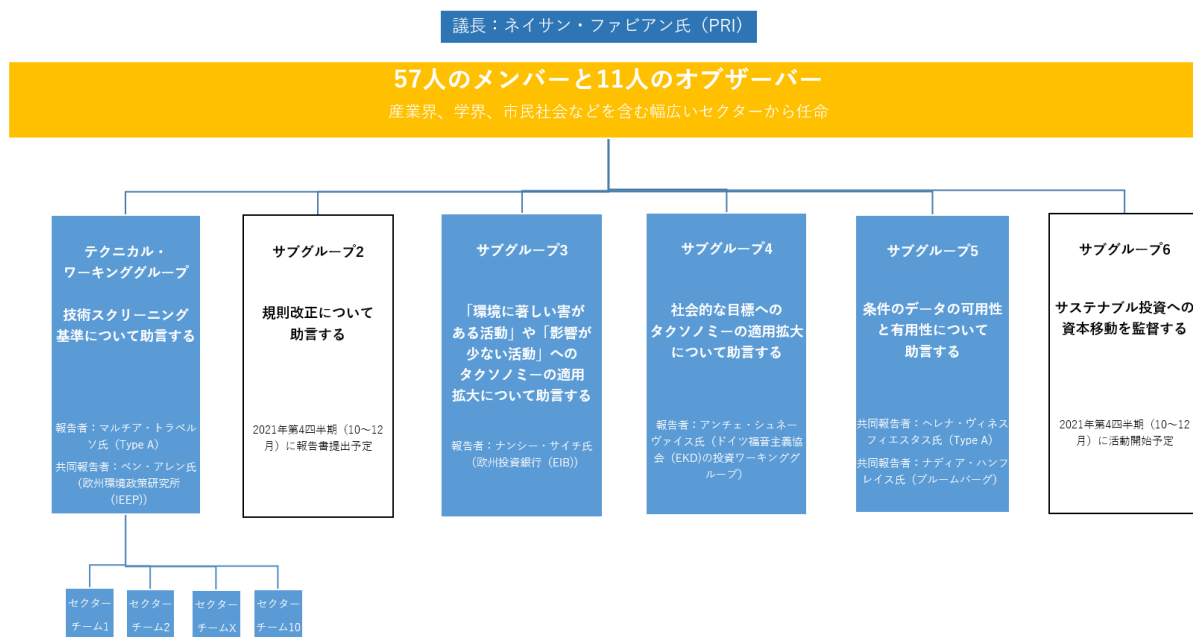 議長：ネイサン・ファビアン氏（PRI）
57人のメンバーと11人のオブザーバー
産業界、学界、市民社会などを含む幅広いセクターから任命
テクニカル・
ワーキンググループ
技術スクリーニング
基準について助言する
報告者：マルチア・トラベル
ソ氏（Type A）
共同報告者：ベン・アレン氏
（欧州環境政策研究所
（IEEP））
サブグループ2
規則改正について
助言する
2021年第4四半期（10～12
月）に報告書提出予定
サブグループ3
「環境に著しい害が
ある活動」や「影響が
少ない活動」への
タクソノミーの適用
拡大について助言する
報告者：ナンシー・サイチ氏
（欧州投資銀行（EIB））
サブグループ4
社会的な目標への
タクソノミーの適用拡大
について助言する
報告者：アンチェ・シュネー
ヴァイス氏（ドイツ福音主義協
会（EKD)の投資ワーキンググ
ループ）
サブグループ5
条件のデータの可用性
と有用性について
助言する
共同報告者：ヘレナ・ヴィネス
フィエスタス氏（Type A）
共同報告者：ナディア・ハンフ
レイス氏（ブルームバーグ）
サブグループ6
サステナブル投資への
資本移動を監督する
2021年第4四半期（10～12
月）に活動開始予定
セクター
チーム1
セクター
チーム2
セクター
チームX
セクター
チーム10